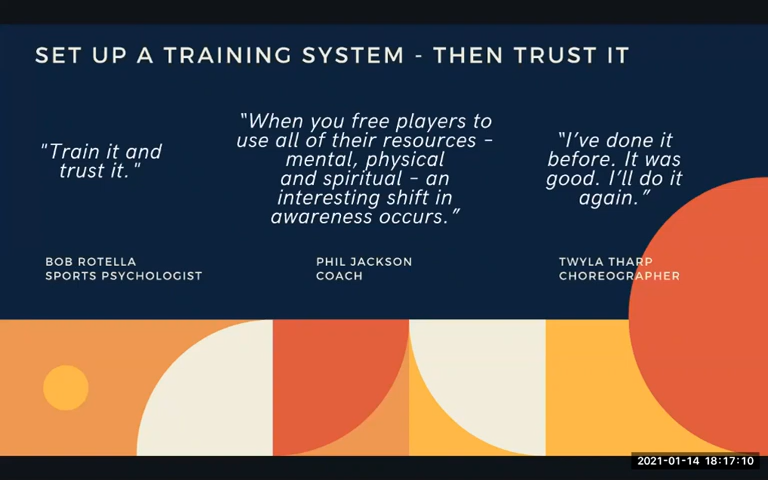 SET UP A TRAINING SYSTEM - THEN TRUST IT
"Train it and
trust it."
BOB ROTELLA
SPORTS PSYCHOLOGIST
“When you free players to
use all of their resources –
mental, physical
and spiritual – an
interesting shift in
awareness occurs.”
PHIL JACKSON
COACH
“I’ve done it
before. It was
good. I’ll do it
again.”
TWYLA THARP
CHOREOGRAPHER
2021-01-14 18:17:10